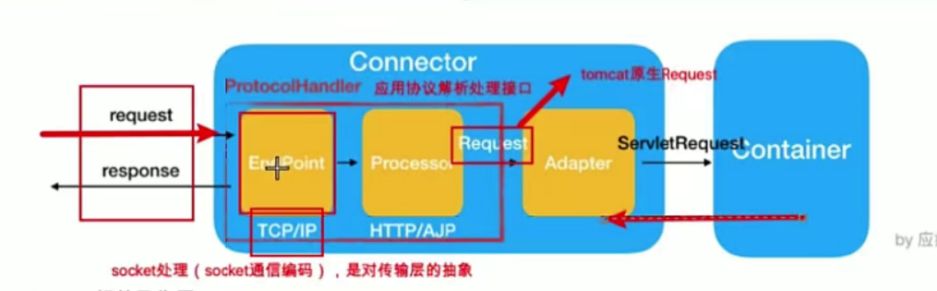 Connector
ProtocolHandler 应用协议解析处理接口
tomcat原生Request
request
response
EndPoint
Processor
Request
Adapter
ServletRequest
Container
TCP/IP
HTTP/AJP
by 应
socket处理（socket通信编码），是对传输层的抽象